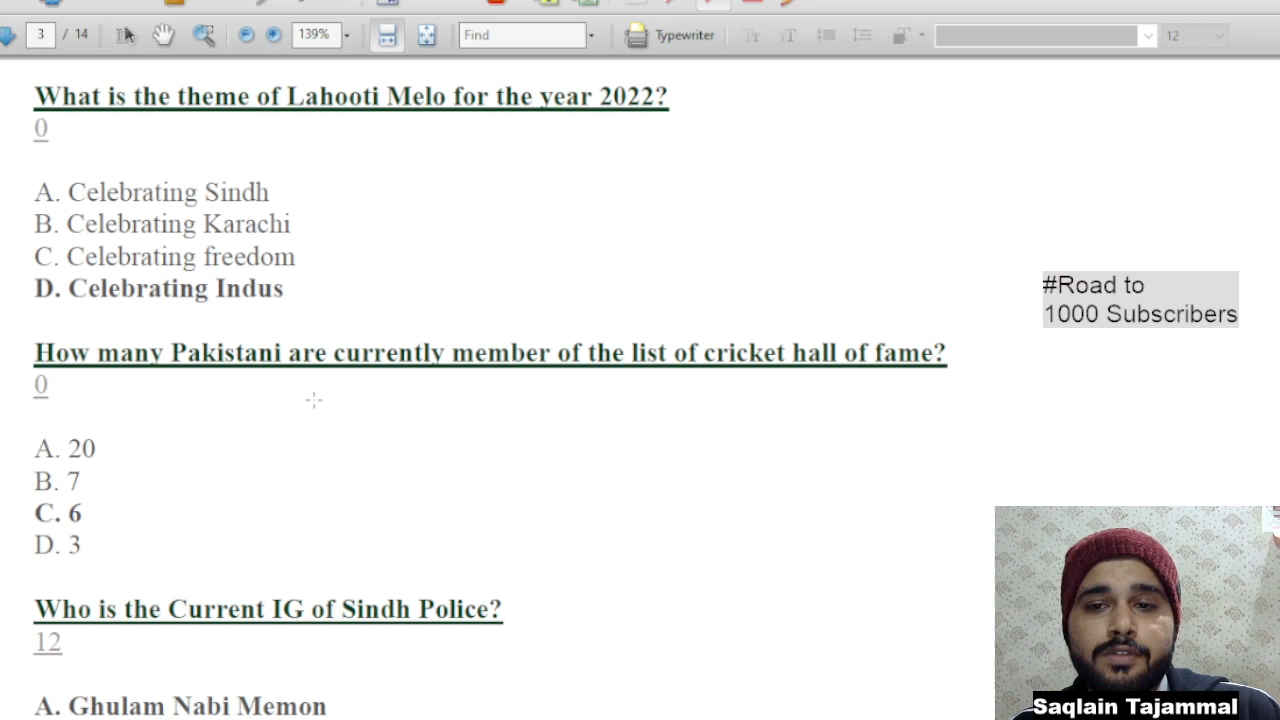 3 / 14 139% Find Typewriter 12
What is the theme of Lahooti Melo for the year 2022?
0
A. Celebrating Sindh
B. Celebrating Karachi
C. Celebrating freedom
D. Celebrating Indus
#Road to
1000 Subscribers
How many Pakistani are currently member of the list of cricket hall of fame?
0
A. 20
B. 7
C. 6
D. 3
Who is the Current IG of Sindh Police?
12
A. Ghulam Nabi Memon
Saqlain Tajammal